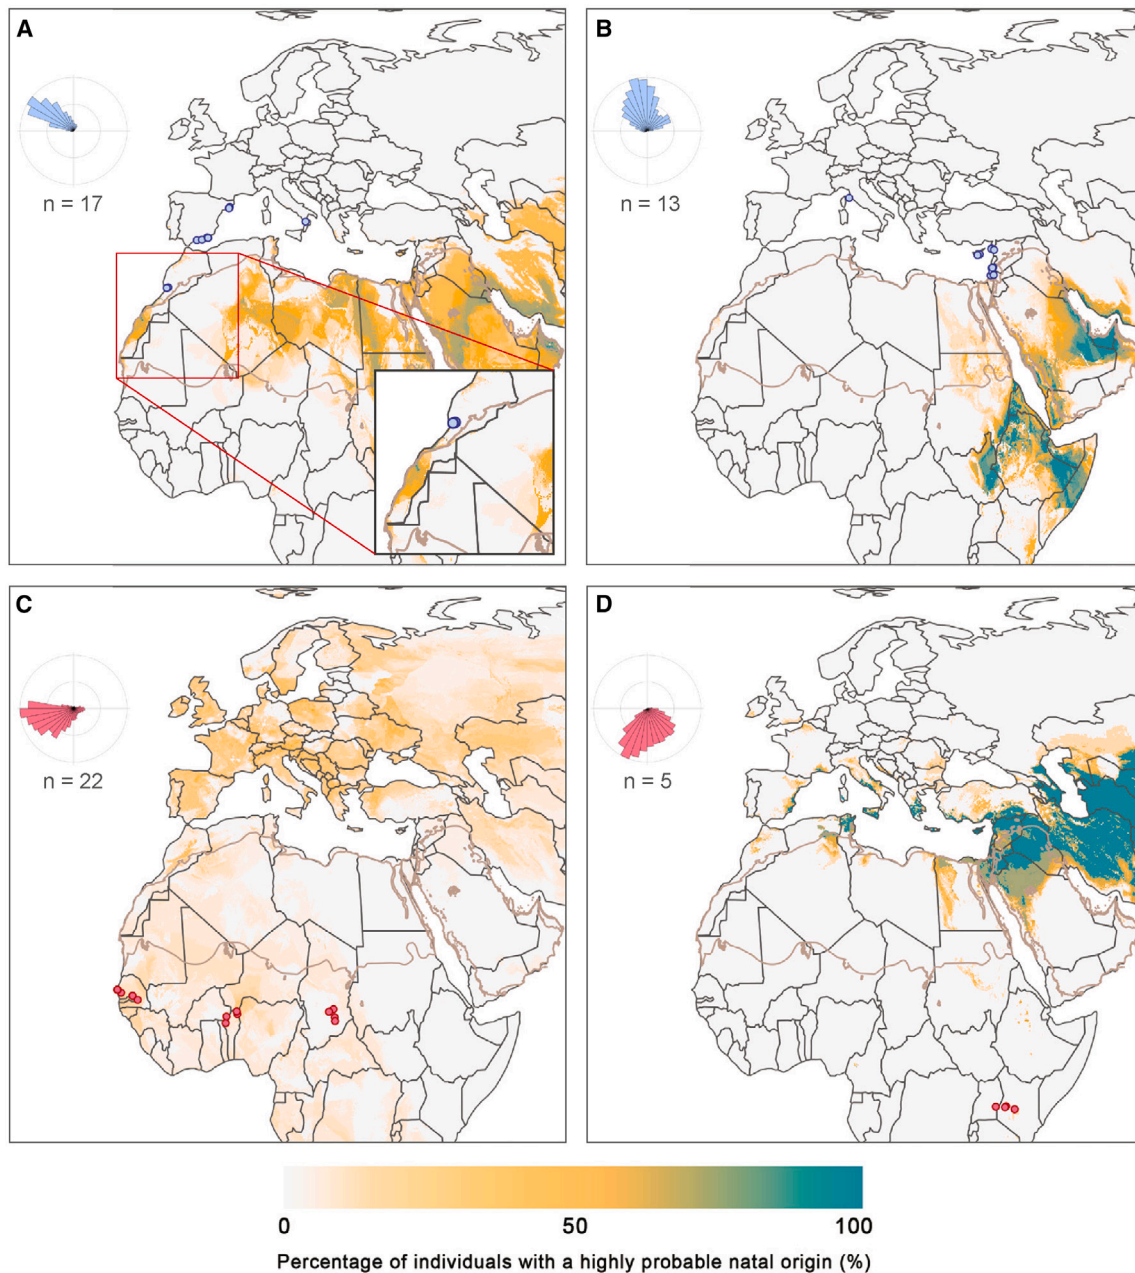 A
n = 17
B
n = 13
C
n = 22
D
n = 5
0
50
100
Percentage of individuals with a highly probable natal origin (%)